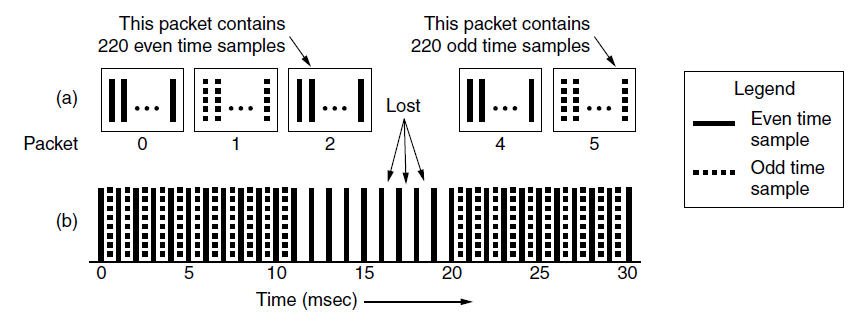 This packet contains
220 even time samples
This packet contains
220 odd time samples
(a)
Lost
Packet 0 1 2 4 5
Legend
Even time
sample
Odd time
sample
(b)
0 5 10 15 20 25 30
Time (msec)